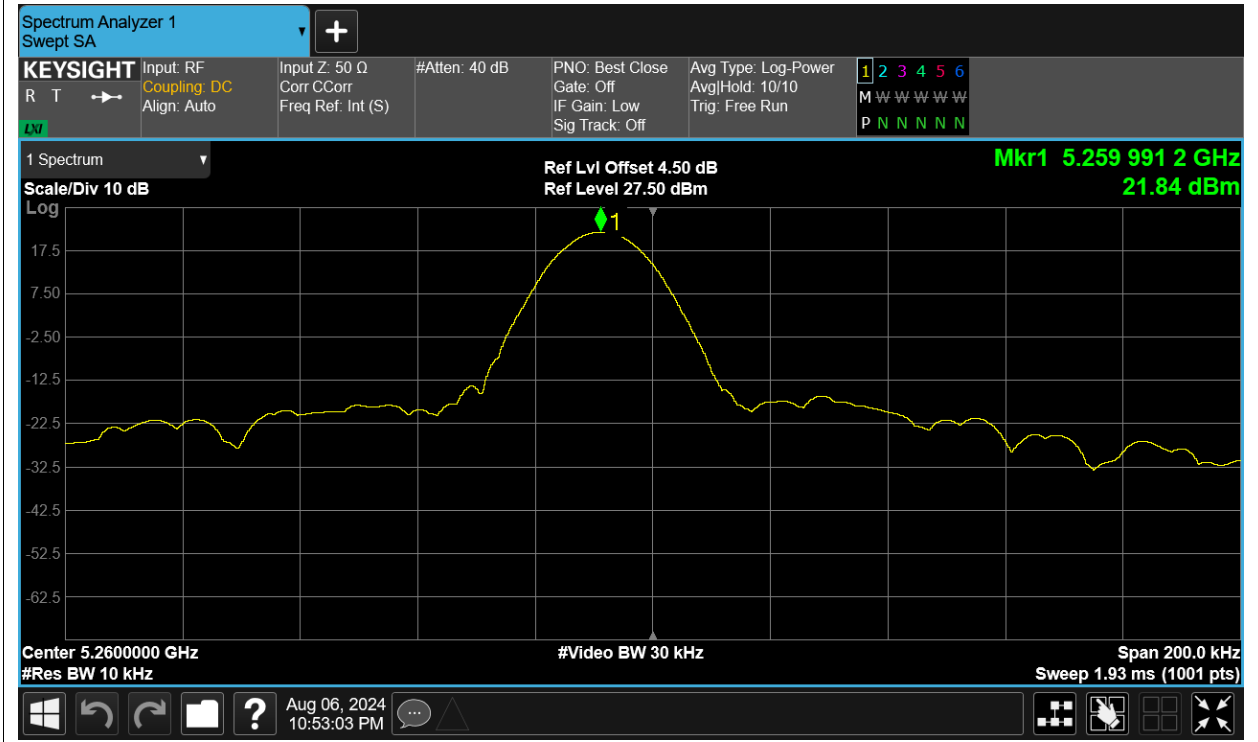 Spectrum Analyzer 1
Swept SA
+
KEYSIGHT
R T
LXI
Input: RF
Coupling: DC
Align: Auto
Input Z: 50 Ω
Corr CCorr
Freq Ref: Int (S)
#Atten: 40 dB
PNO: Best Close
Gate: Off
IF Gain: Low
Sig Track: Off
Avg Type: Log-Power
Avg|Hold: 10/10
Trig: Free Run
1 2 3 4 5 6
M W W W W W
P N N N N N
1 Spectrum
Scale/Div 10 dB
Log
Ref Lvl Offset 4.50 dB
Ref Level 27.50 dBm
Mkr1 5.259 991 2 GHz
21.84 dBm
1
17.5
7.50
-2.50
-12.5
-22.5
-32.5
-42.5
-52.5
-62.5
Center 5.2600000 GHz
#Video BW 30 kHz
Span 200.0 kHz
#Res BW 10 kHz
Sweep 1.93 ms (1001 pts)
?
Aug 06, 2024
10:53:03 PM